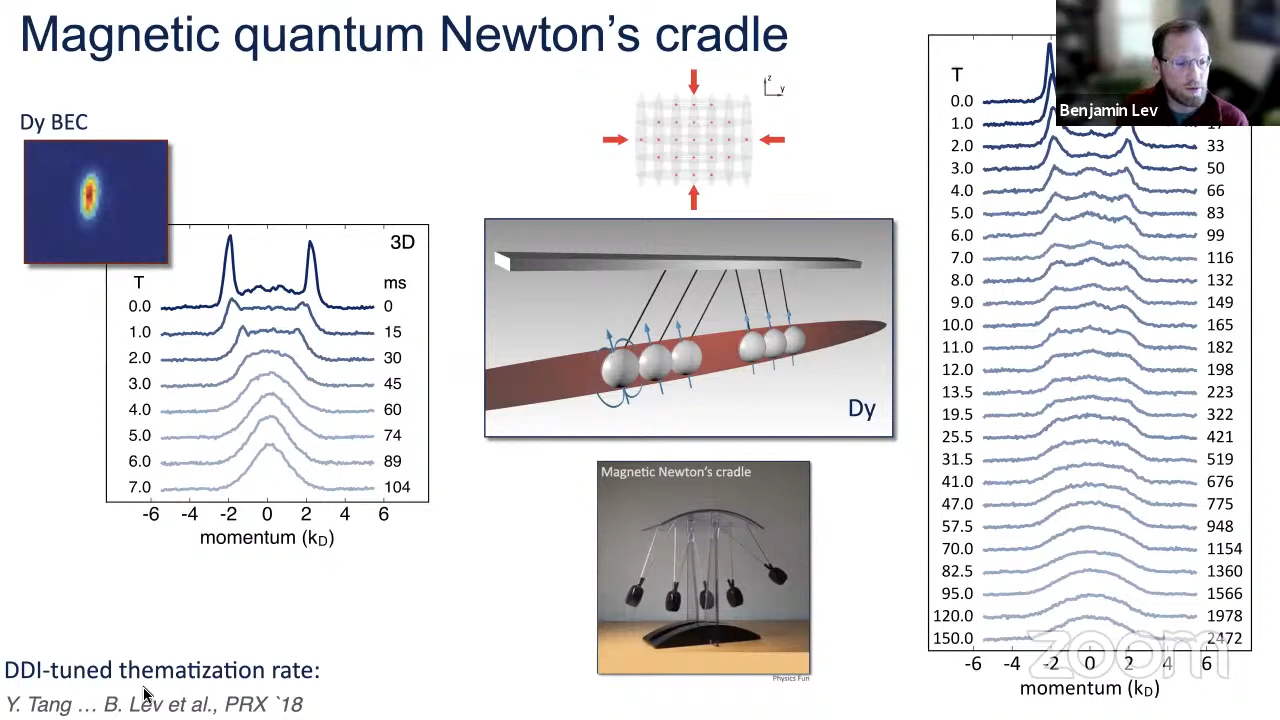 Magnetic quantum Newton's cradle
Dy BEC
3D
T ms
0.0 0
1.0 15
2.0 30
3.0 45
4.0 60
5.0 74
6.0 89
7.0 104
-6 -4 -2 0 2 4 6
momentum (kD)
z
y
Dy
Magnetic Newton's cradle
Physics Fun
T
Benjamin Lev
0.0
1.0
2.0 33
3.0 50
4.0 66
5.0 83
6.0 99
7.0 116
8.0 132
9.0 149
10.0 165
11.0 182
12.0 198
13.5 223
19.5 322
25.5 421
31.5 519
41.0 676
47.0 775
57.5 948
70.0 1154
82.5 1360
95.0 1566
120.0 1978
150.0 2472
-6 -4 -2 0 2 4 6
momentum (kD)
zoom
DDI-tuned thematization rate:
Y. Tang ... B. Lev et al., PRX `18